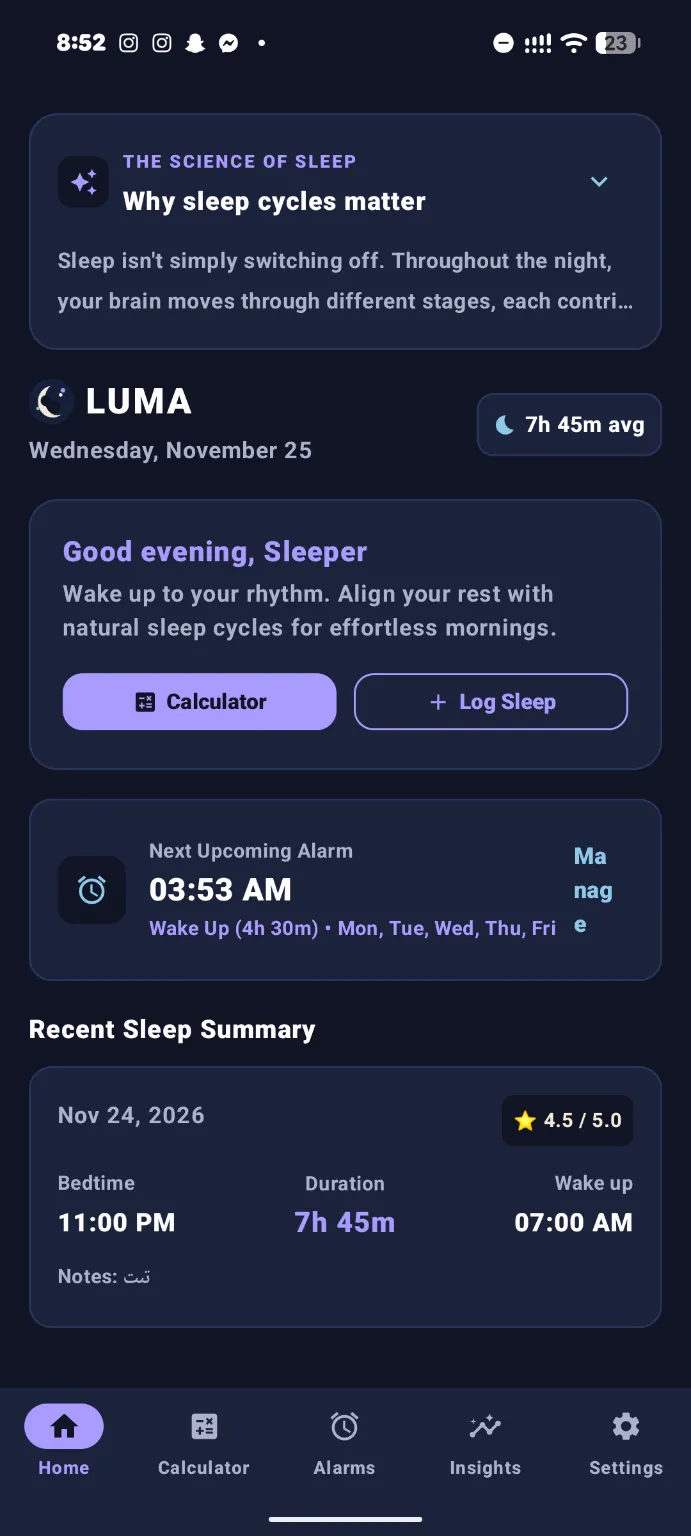 8:52
23
THE SCIENCE OF SLEEP
Why sleep cycles matter
Sleep isn't simply switching off. Throughout the night,
your brain moves through different stages, each contri...
LUMA
Wednesday, November 25
7h 45m avg
Good evening, Sleeper
Wake up to your rhythm. Align your rest with
natural sleep cycles for effortless mornings.
Calculator
+ Log Sleep
Next Upcoming Alarm
03:53 AM
Wake Up (4h 30m) • Mon, Tue, Wed, Thu, Fri
Ma
nag
e
Recent Sleep Summary
Nov 24, 2026
⭐ 4.5 / 5.0
Bedtime Duration Wake up
11:00 PM 7h 45m 07:00 AM
Notes: تىت
Home Calculator Alarms Insights Settings